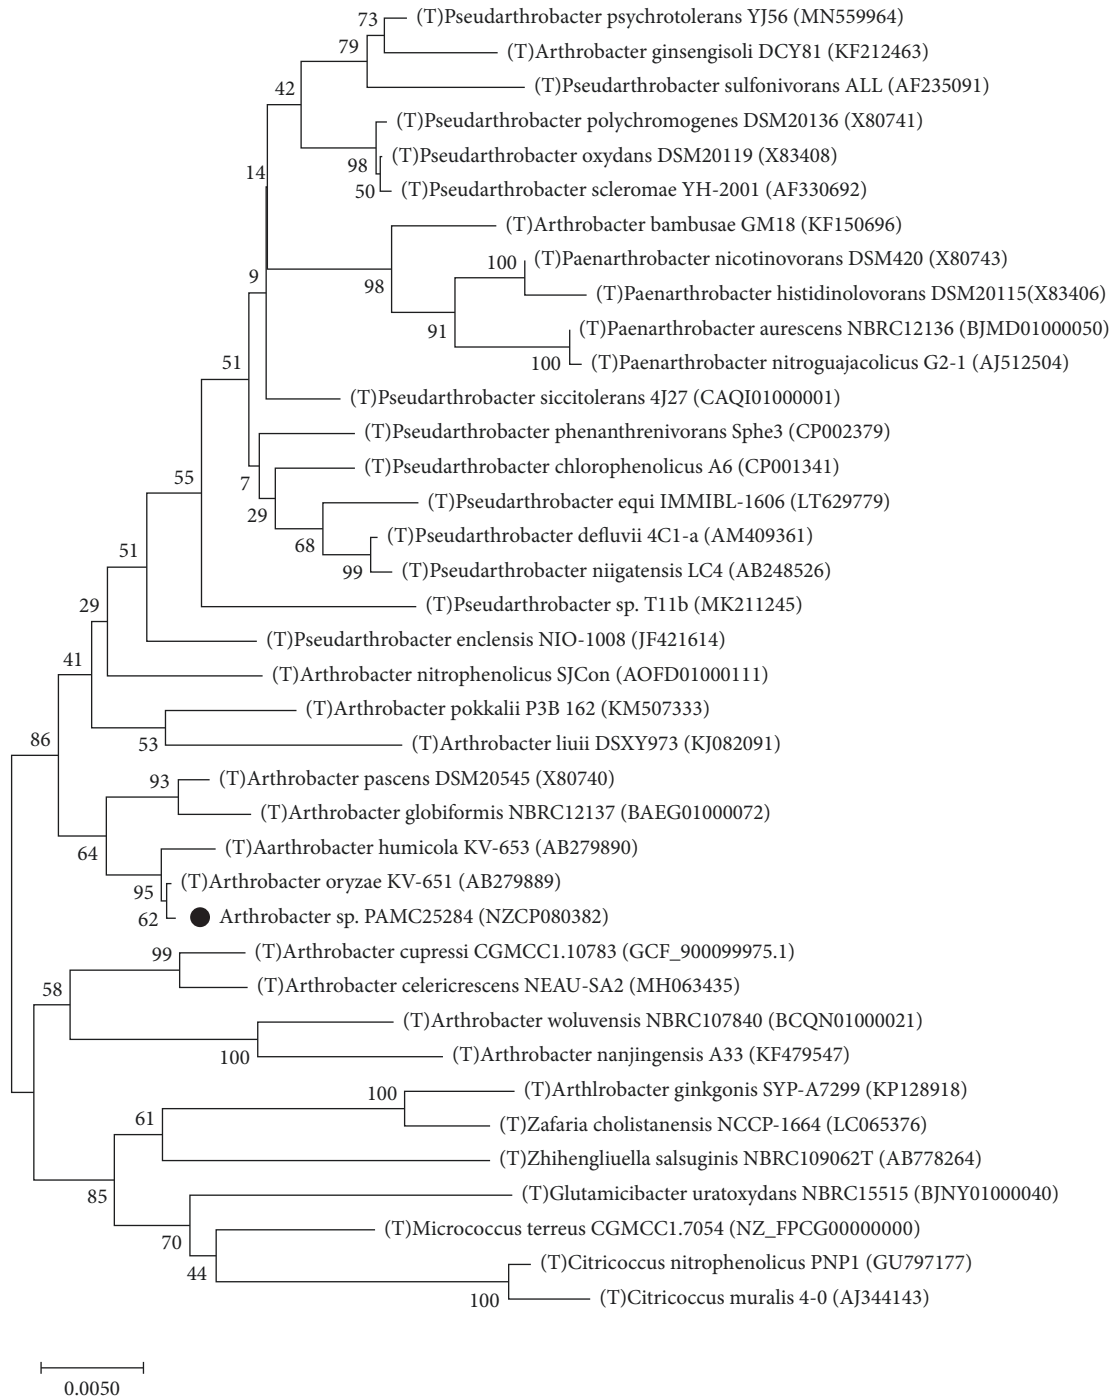 73
(T)Pseudarthrobacter psychrotolerans YJ56 (MN559964)
79
(T)Arthrobacter ginsengisoli DCY81 (KF212463)
42
(T)Pseudarthrobacter sulfonivorans ALL (AF235091)
(T)Pseudarthrobacter polychromogenes DSM20136 (X80741)
98
(T)Pseudarthrobacter oxydans DSM20119 (X83408)
14
50
(T)Pseudarthrobacter scleromae YH-2001 (AF330692)
(T)Arthrobacter bambusae GM18 (KF150696)
100
(T)Paenarthrobacter nicotinovorans DSM420 (X80743)
9
98
(T)Paenarthrobacter histidinolovorans DSM20115(X83406)
91
(T)Paenarthrobacter aurescens NBRC12136 (BJMD01000050)
51
100
(T)Paenarthrobacter nitroguajacolicus G2-1 (AJ512504)
(T)Pseudarthrobacter siccitolerans 4J27 (CAQI01000001)
(T)Pseudarthrobacter phenanthrenivorans Sphe3 (CP002379)
55
7
(T)Pseudarthrobacter chlorophenolicus A6 (CP001341)
29
(T)Pseudarthrobacter equi IMMIBL-1606 (LT629779)
51
68
(T)Pseudarthrobacter defluvii 4C1-a (AM409361)
99
(T)Pseudarthrobacter niigatensis LC4 (AB248526)
29
(T)Pseudarthrobacter sp. T11b (MK211245)
(T)Pseudarthrobacter enclensis NIO-1008 (JF421614)
41
(T)Arthrobacter nitrophenolicus SJCon (AOFD01000111)
(T)Arthrobacter pokkalii P3B 162 (KM507333)
86
53
(T)Arthrobacter liuii DSXY973 (KJ082091)
93
(T)Arthrobacter pascens DSM20545 (X80740)
(T)Arthrobacter globiformis NBRC12137 (BAEG01000072)
64
(T)Aarthrobacter humicola KV-653 (AB279890)
95
(T)Arthrobacter oryzae KV-651 (AB279889)
62
Arthrobacter sp. PAMC25284 (NZCP080382)
99
(T)Arthrobacter cupressi CGMCC1.10783 (GCF_900099975.1)
58
(T)Arthrobacter celericrescens NEAU-SA2 (MH063435)
(T)Arthrobacter woluvensis NBRC107840 (BCQN01000021)
100
(T)Arthrobacter nanjingensis A33 (KF479547)
100
(T)Arthlrobacter ginkgonis SYP-A7299 (KP128918)
61
(T)Zafaria cholistanensis NCCP-1664 (LC065376)
(T)Zhihengliuella salsuginis NBRC109062T (AB778264)
85
(T)Glutamicibacter uratoxydans NBRC15515 (BJNY01000040)
70
(T)Micrococcus terreus CGMCC1.7054 (NZ_FPCG00000000)
44
(T)Citricoccus nitrophenolicus PNP1 (GU797177)
100
(T)Citricoccus muralis 4-0 (AJ344143)
0.0050